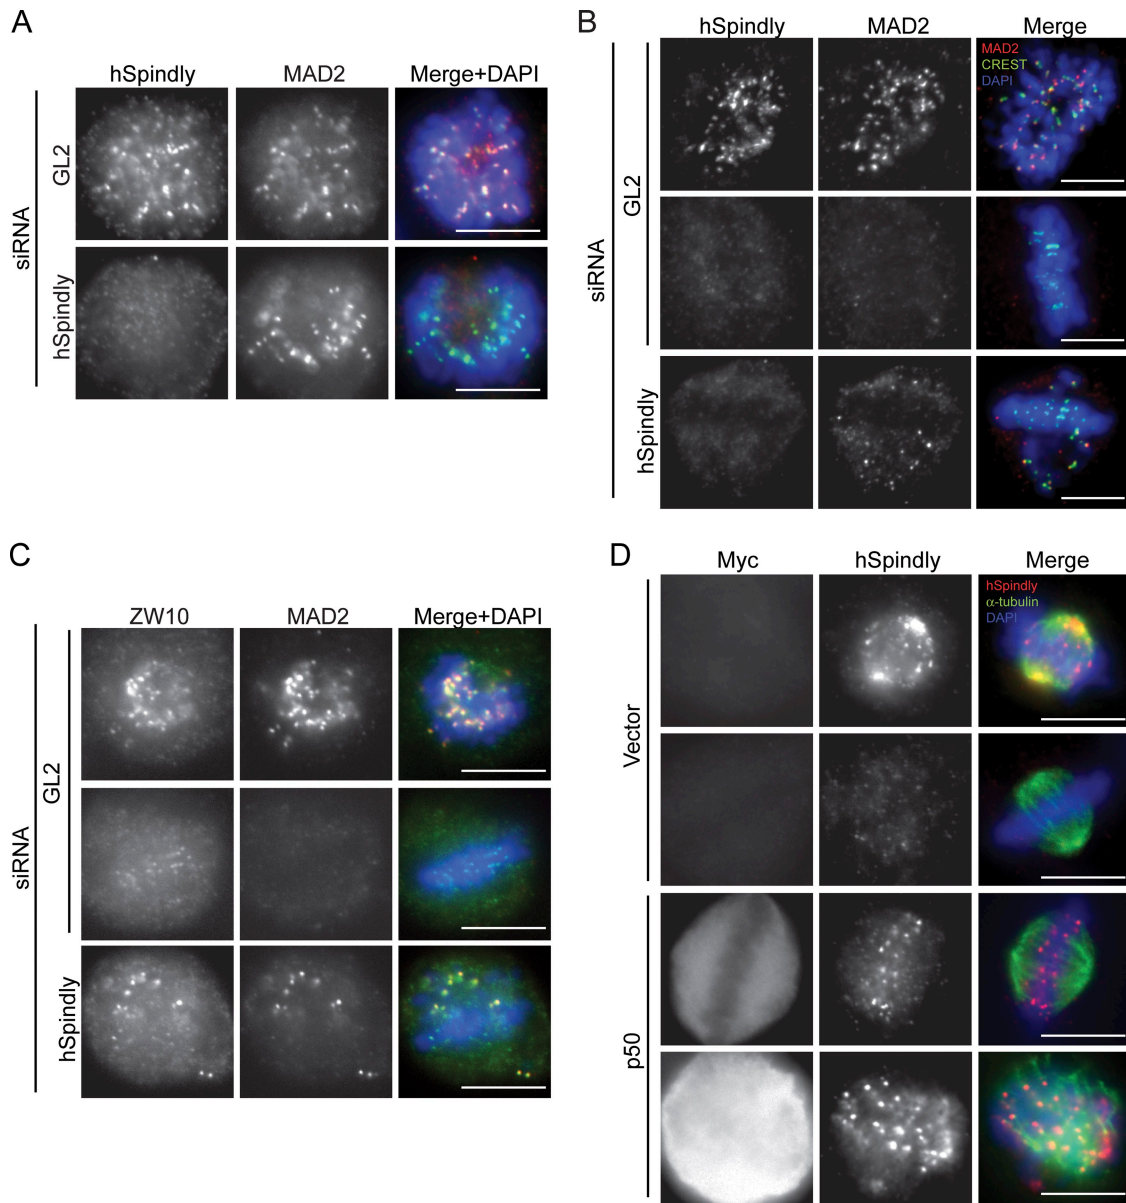 A
hSpindly MAD2 Merge+DAPI
siRNA
GL2
hSpindly
B
hSpindly MAD2 Merge
siRNA
GL2
hSpindly
MAD2
CREST
DAPI
C
ZW10 MAD2 Merge+DAPI
siRNA
GL2
hSpindly
D
Myc hSpindly Merge
Vector
p50
hSpindly
α-tubulin
DAPI